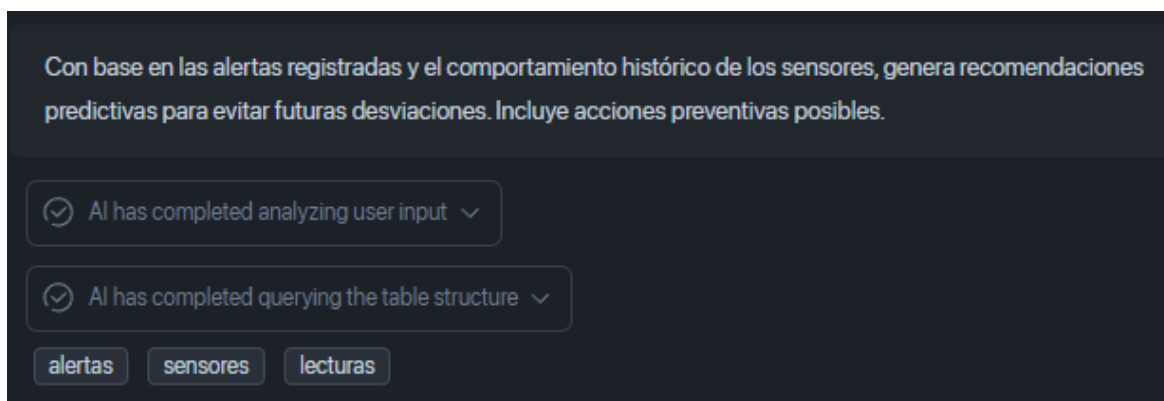 Con base en las alertas registradas y el comportamiento histórico de los sensores, genera recomendaciones
predictivas para evitar futuras desviaciones. Incluye acciones preventivas posibles.
AI has completed analyzing user input
AI has completed querying the table structure
alertas sensores lecturas